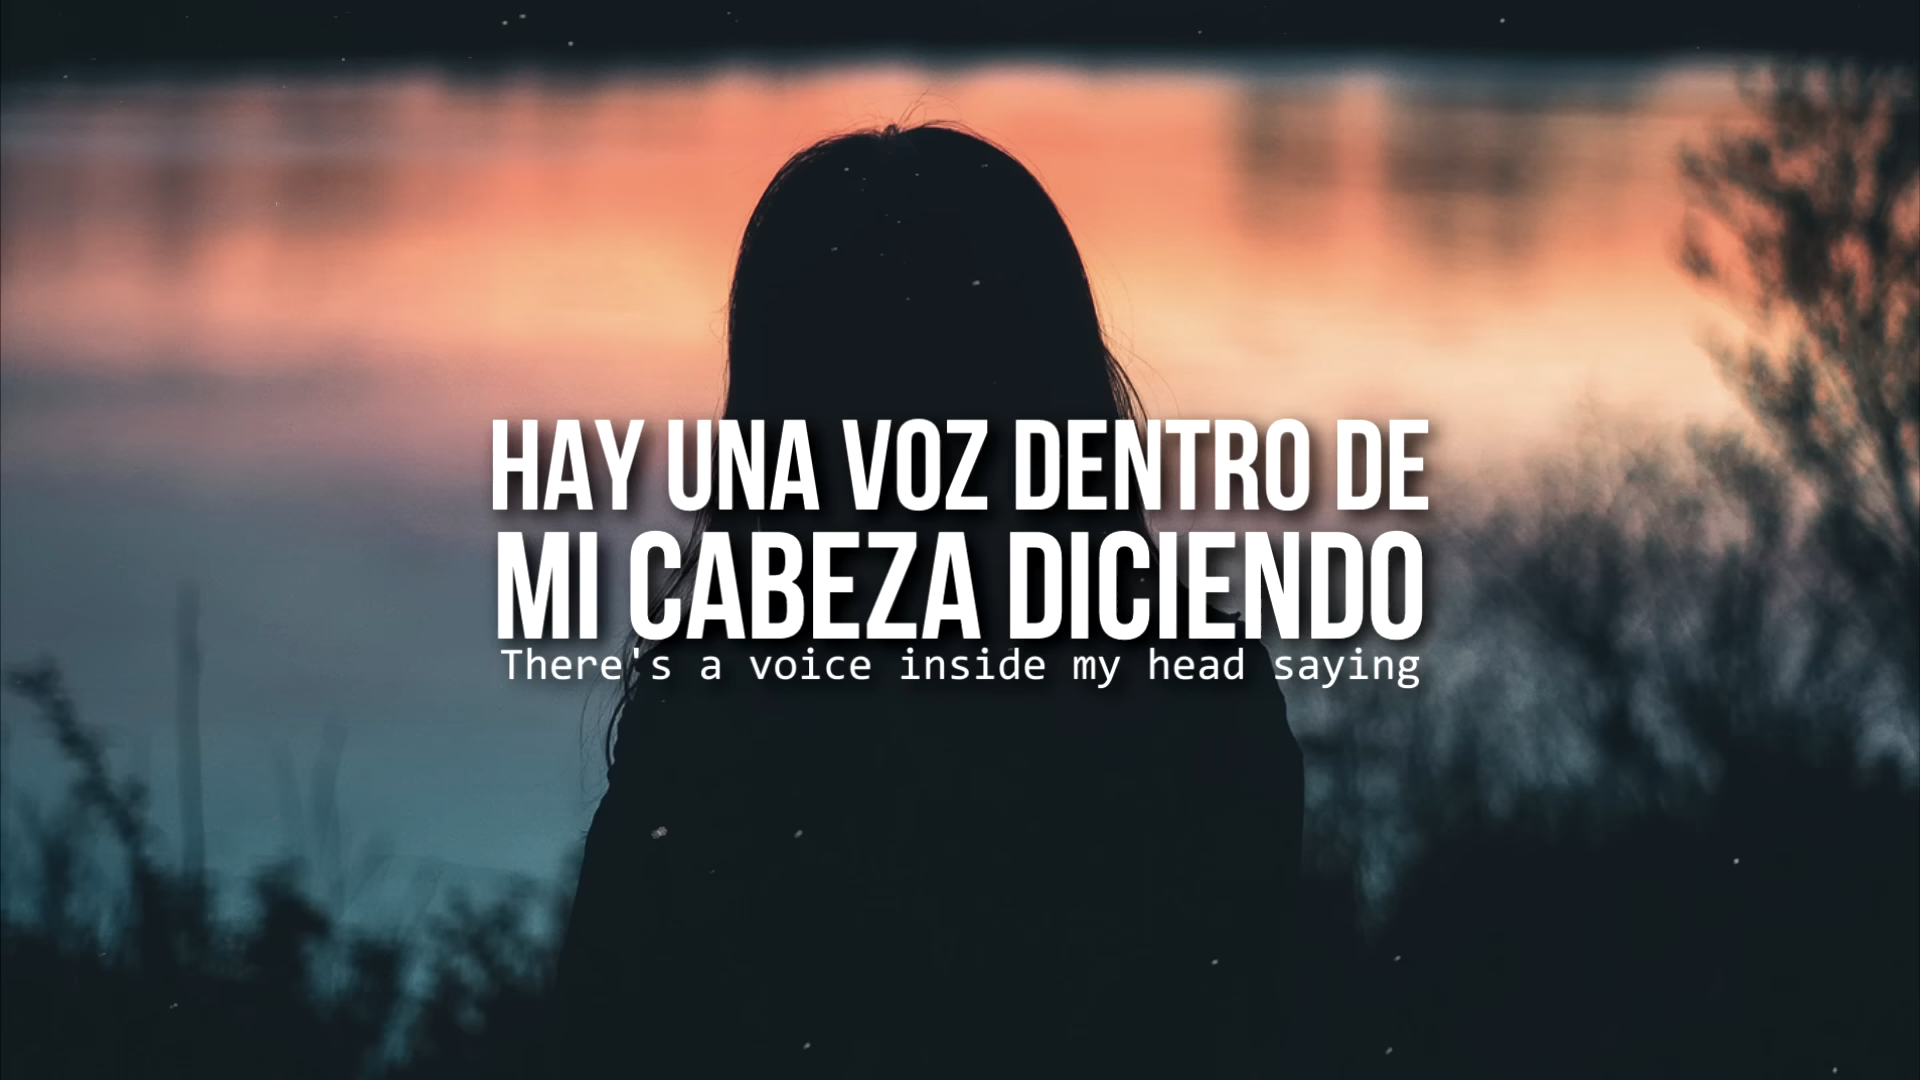 HAY UNA VOZ DENTRO DE
MI CABEZA DICIENDO
There's a voice inside my head saying